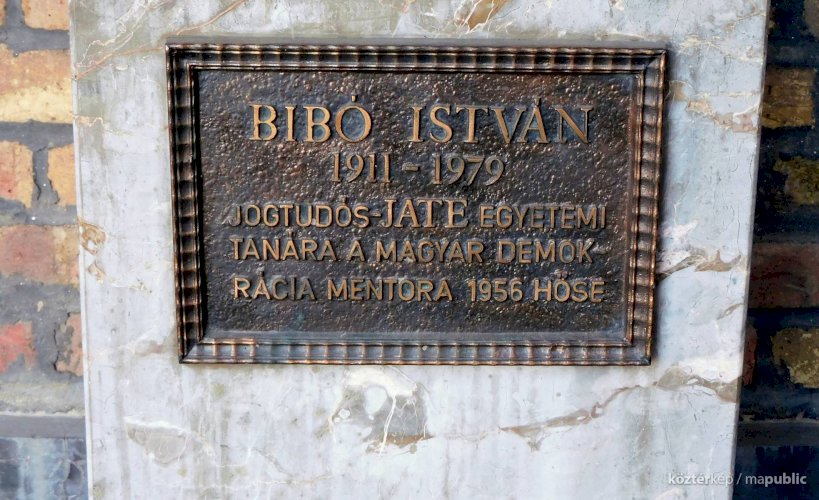 BIBÓ ISTVÁN
1911 - 1979
JOGTUDÓS-JATE EGYETEMI
TANÁRA A MAGYAR DEMOK-
RÁCIA MENTORA 1956 HŐSE
köztérkép / mapublic